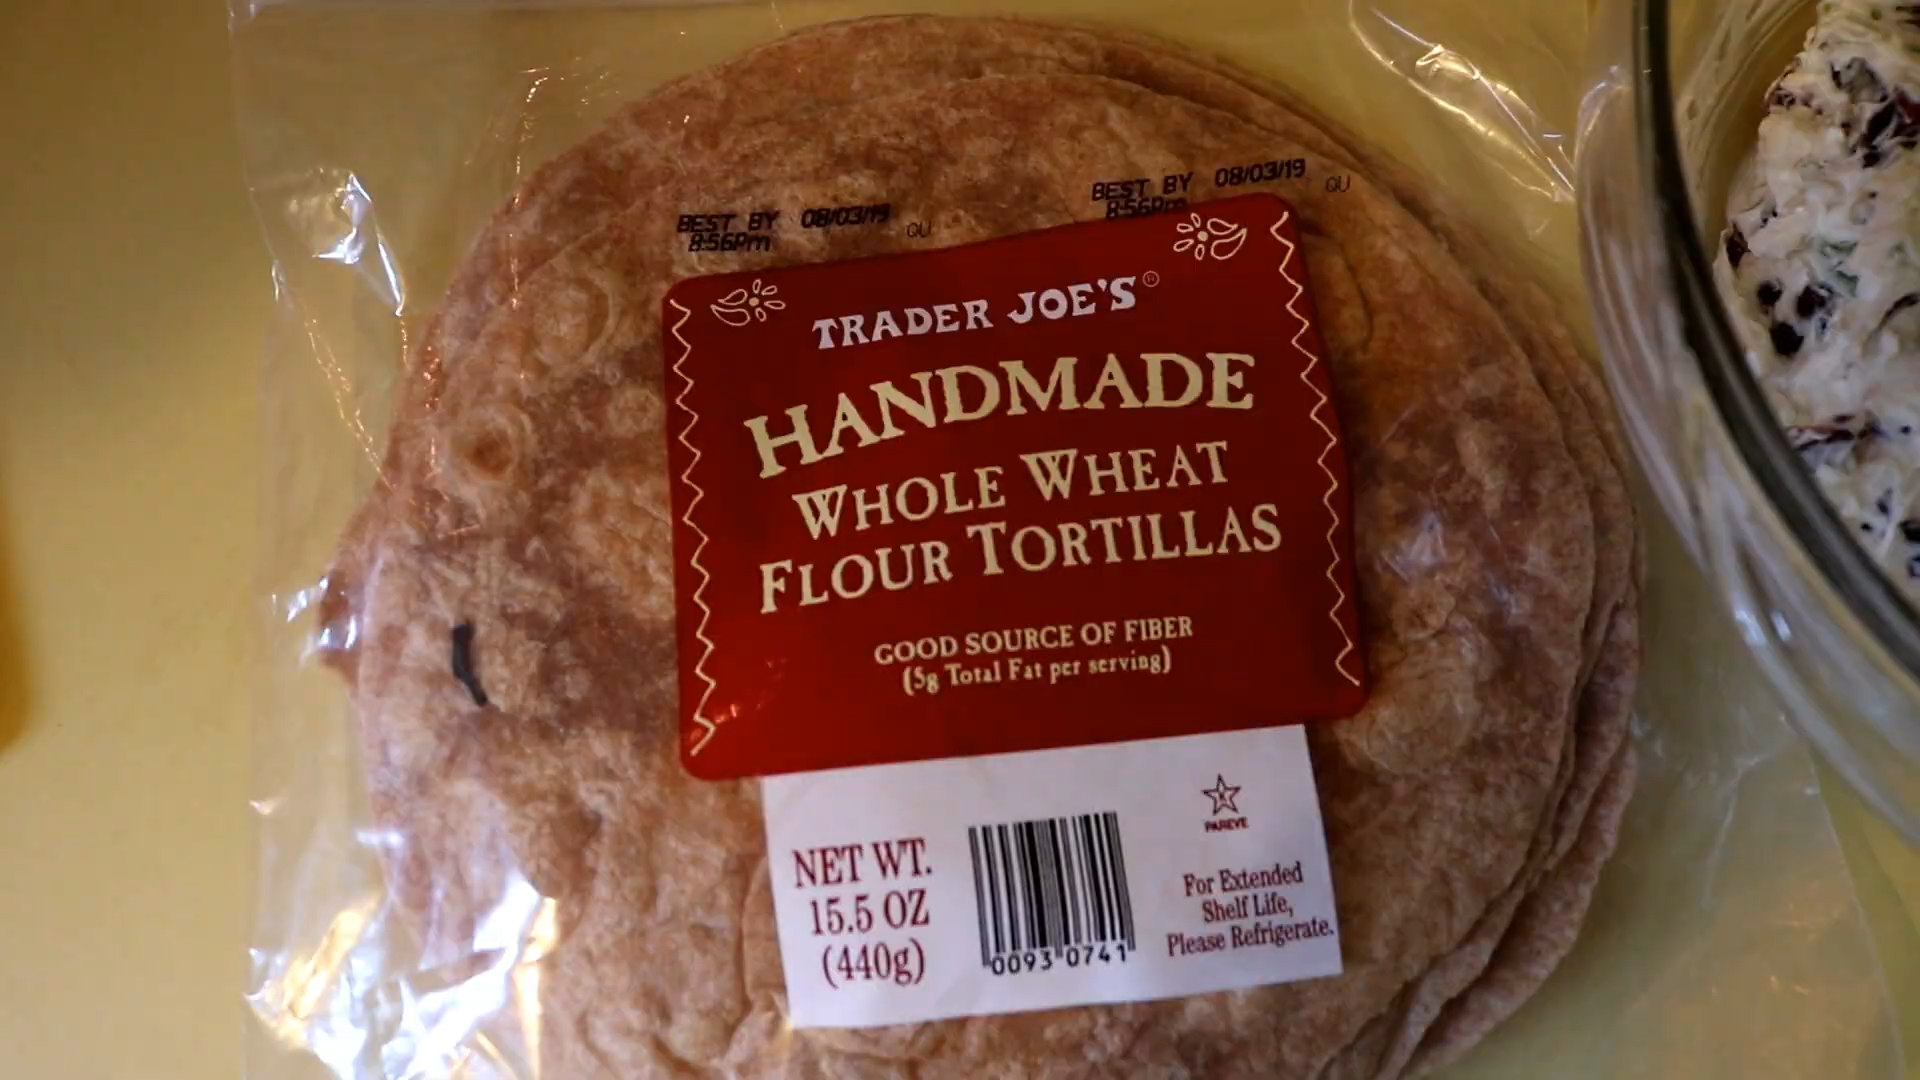 BEST BY 08/03/19 QU
8:56Pm
BEST BY 08/03/19 QU
8:56Pm
TRADER JOE'S®
HANDMADE
WHOLE WHEAT
FLOUR TORTILLAS
GOOD SOURCE OF FIBER
(5g Total Fat per serving)
NET WT.
15.5 OZ
(440g)
0093 0741
K
PAREVE
For Extended
Shelf Life,
Please Refrigerate.